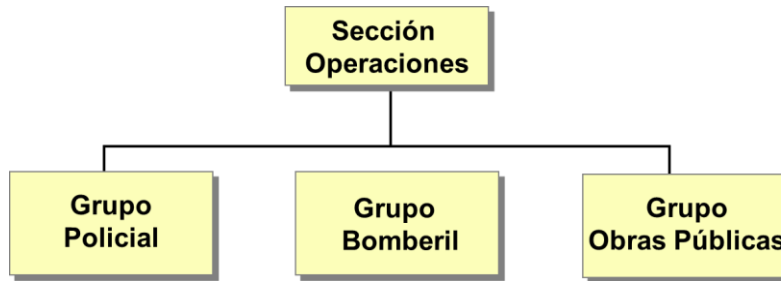 Sección
Operaciones
Grupo
Policial
Grupo
Bomberil
Grupo
Obras Públicas